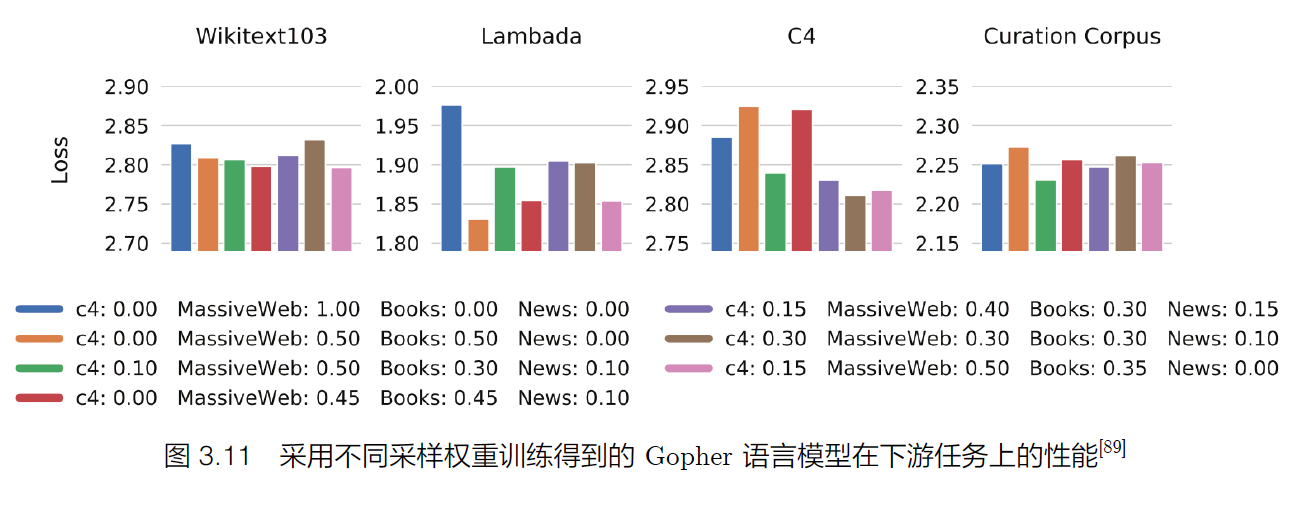 Wikitext103 Lambada C4 Curation Corpus
2.90 2.00 2.95 2.35
2.85 1.95 2.90 2.30
2.80 1.90 2.85 2.25
2.75 1.85 2.80 2.20
2.70 1.80 2.75 2.15
Loss
c4: 0.00 MassiveWeb: 1.00 Books: 0.00 News: 0.00
c4: 0.00 MassiveWeb: 0.50 Books: 0.50 News: 0.00
c4: 0.10 MassiveWeb: 0.50 Books: 0.30 News: 0.10
c4: 0.00 MassiveWeb: 0.45 Books: 0.45 News: 0.10
c4: 0.15 MassiveWeb: 0.40 Books: 0.30 News: 0.15
c4: 0.30 MassiveWeb: 0.30 Books: 0.30 News: 0.10
c4: 0.15 MassiveWeb: 0.50 Books: 0.35 News: 0.00
图 3.11 采用不同采样权重训练得到的 Gopher 语言模型在下游任务上的性能[89]